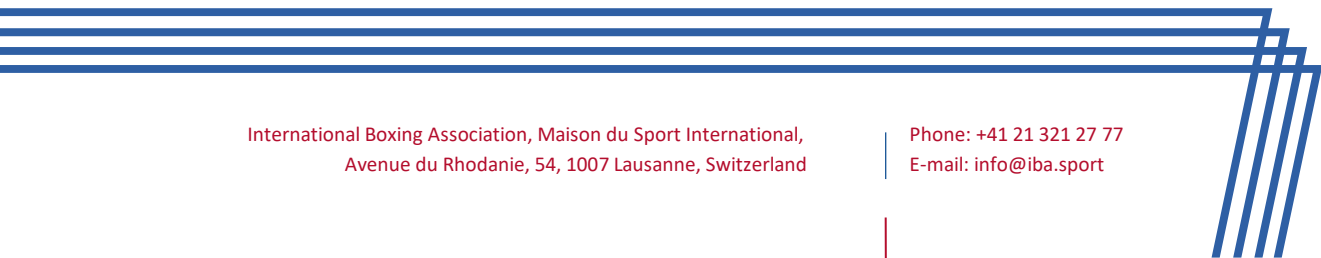 International Boxing Association, Maison du Sport International,
Avenue du Rhodanie, 54, 1007 Lausanne, Switzerland
Phone: +41 21 321 27 77
E-mail: info@iba.sport